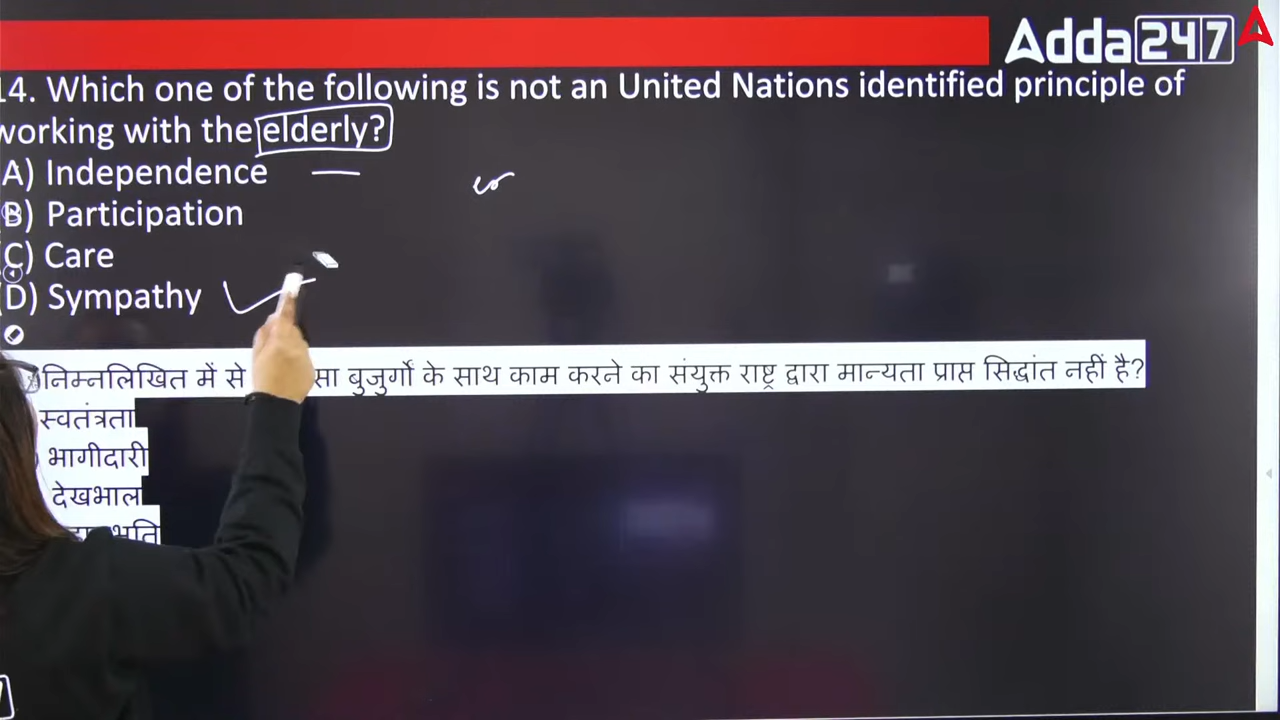 Adda247
14. Which one of the following is not an United Nations identified principle of
working with the elderly?
A) Independence
B) Participation
C) Care
(D) Sympathy
निम्नलिखित में से सा बुजुर्गो के साथ काम करने का संयुक्त राष्ट्र द्वारा मान्यता प्राप्त सिद्धांत नहीं है?
स्वतंत्रता
भागीदारी
देखभाल